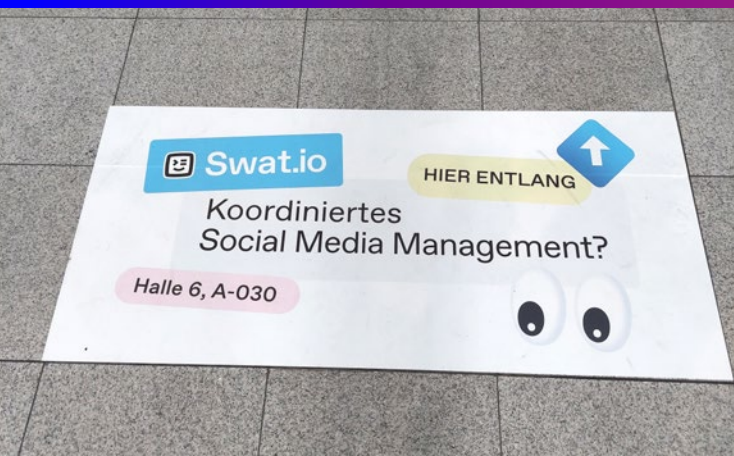 Swat.io
HIER ENTLANG
Koordiniertes
Social Media Management?
Halle 6, A-030